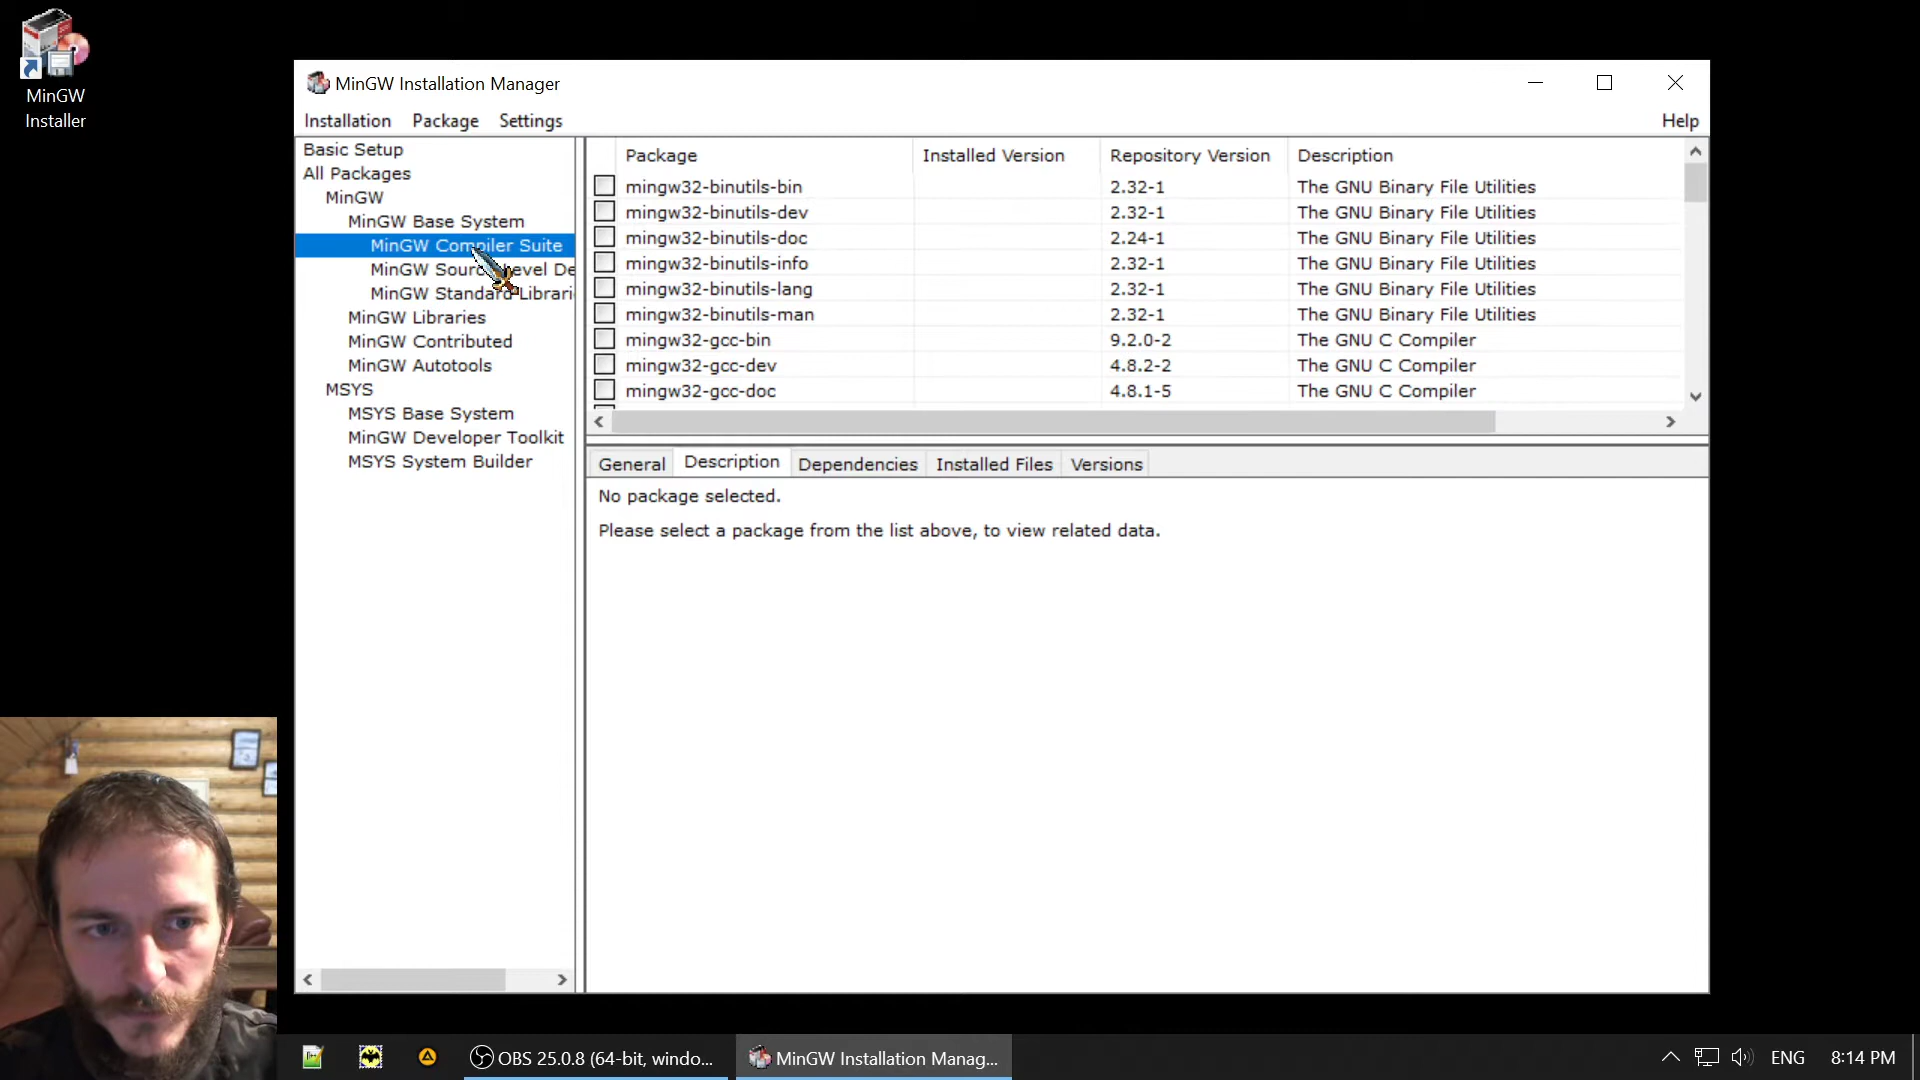 MinGW
Installer
MinGW Installation Manager
Installation Package Settings Help
Basic Setup
All Packages
MinGW
MinGW Base System
MinGW Compiler Suite
MinGW Source Level De
MinGW Standard Librari
MinGW Libraries
MinGW Contributed
MinGW Autotools
MSYS
MSYS Base System
MinGW Developer Toolkit
MSYS System Builder
Package Installed Version Repository Version Description
mingw32-binutils-bin 2.32-1 The GNU Binary File Utilities
mingw32-binutils-dev 2.32-1 The GNU Binary File Utilities
mingw32-binutils-doc 2.24-1 The GNU Binary File Utilities
mingw32-binutils-info 2.32-1 The GNU Binary File Utilities
mingw32-binutils-lang 2.32-1 The GNU Binary File Utilities
mingw32-binutils-man 2.32-1 The GNU Binary File Utilities
mingw32-gcc-bin 9.2.0-2 The GNU C Compiler
mingw32-gcc-dev 4.8.2-2 The GNU C Compiler
mingw32-gcc-doc 4.8.1-5 The GNU C Compiler
General Description Dependencies Installed Files Versions
No package selected.
Please select a package from the list above, to view related data.
OBS 25.0.8 (64-bit, windo... MinGW Installation Manag... ENG 8:14 PM